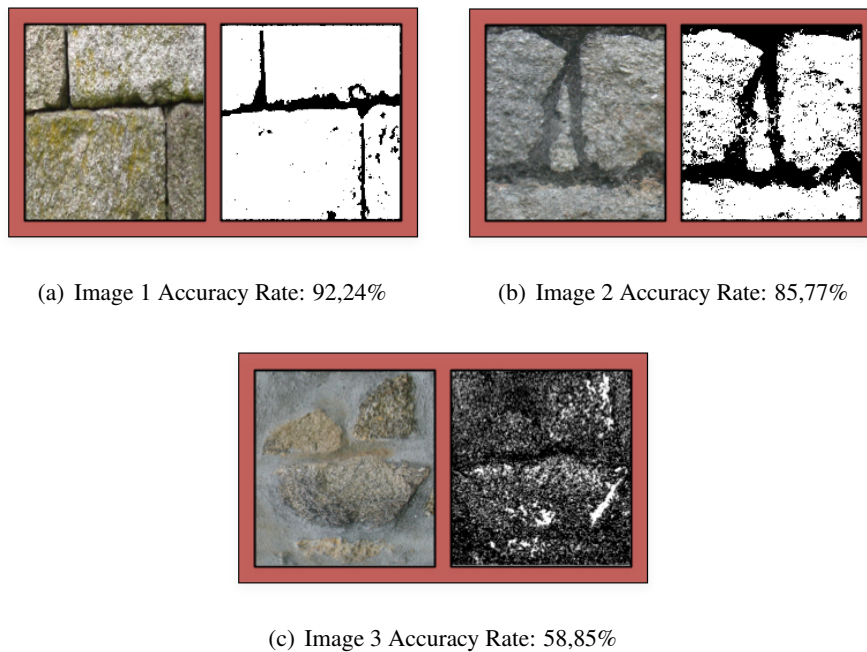 (a) Image 1 Accuracy Rate: 92,24%
(b) Image 2 Accuracy Rate: 85,77%
(c) Image 3 Accuracy Rate: 58,85%